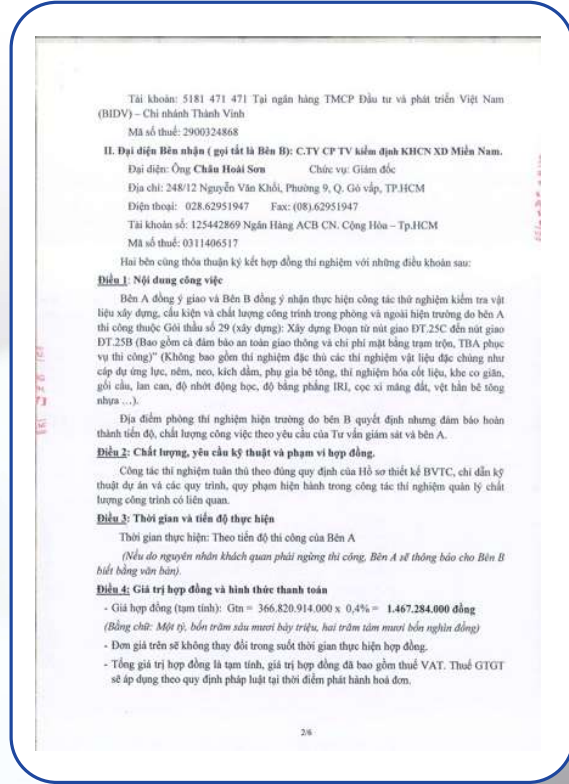 Tài khoản: 5181 471 471 Tại ngân hàng TMCP Đầu tư và phát triển Việt Nam
(BIDV) – Chi nhánh Thành Vinh
Mã số thuế: 2900324868
II. Đại diện Bên nhận ( gọi tắt là Bên B): C.TY CP TV kiểm định KHCN XD Miền Nam.
Đại diện: Ông Châu Hoài Sơn Chức vụ: Giám đốc
Địa chỉ: 248/12 Nguyễn Văn Khối, Phường 9, Q. Gò vấp, TP.HCM
Điện thoại: 028.62951947 Fax: (08).62951947
Tài khoản số: 125442869 Ngân Hàng ACB CN. Cộng Hòa – Tp.HCM
Mã số thuế: 0311406517
Hai bên cùng thỏa thuận ký kết hợp đồng thí nghiệm với những điều khoản sau:
Điều 1: Nội dung công việc
Bên A đồng ý giao và Bên B đồng ý nhận thực hiện công tác thử nghiệm kiểm tra vật
liệu xây dựng, cấu kiện và chất lượng công trình trong phòng và ngoài hiện trường do bên A
thi công thuộc Gói thầu số 29 (xây dựng): Xây dựng Đoạn từ nút giao ĐT.25C đến nút giao
ĐT.25B (Bao gồm cả đảm bảo an toàn giao thông và chi phí mặt bằng trạm trộn, TBA phục
vụ thi công)" (Không bao gồm thí nghiệm đặc thù các thí nghiệm vật liệu đặc chủng như
cáp dự ứng lực, nêm, neo, kích dầm, phụ gia bê tông, thí nghiệm hóa cốt liệu, khe co giãn,
gối cầu, lan can, độ nhớt động học, độ bằng phẳng IRI, cọc xi măng đất, vệt hằn bê tông
nhựa ...).
Địa điểm phòng thí nghiệm hiện trường do bên B quyết định nhưng đảm bảo hoàn
thành tiến độ, chất lượng công việc theo yêu cầu của Tư vấn giám sát và bên A.
Điều 2: Chất lượng, yêu cầu kỹ thuật và phạm vi hợp đồng.
Công tác thí nghiệm tuân thủ theo đúng quy định của Hồ sơ thiết kế BVTC, chỉ dẫn kỹ
thuật dự án và các quy trình, quy phạm hiện hành trong công tác thí nghiệm quản lý chất
lượng công trình có liên quan.
Điều 3: Thời gian và tiến độ thực hiện
Thời gian thực hiện: Theo tiến độ thi công của Bên A
(Nếu do nguyên nhân khách quan phải ngừng thi công, Bên A sẽ thông báo cho Bên B
biết bằng văn bản).
Điều 4: Giá trị hợp đồng và hình thức thanh toán
- Giá hợp đồng (tạm tính): Gtn = 366.820.914.000 x 0,4% = 1.467.284.000 đồng
(Bằng chữ: Một tỷ, bốn trăm sáu mươi bảy triệu, hai trăm tám mươi bốn nghìn đồng)
- Đơn giá trên sẽ không thay đổi trong suốt thời gian thực hiện hợp đồng.
- Tổng giá trị hợp đồng là tạm tính, giá trị hợp đồng đã bao gồm thuế VAT. Thuế GTGT
sẽ áp dụng theo quy định pháp luật tại thời điểm phát hành hoá đơn.
2/6